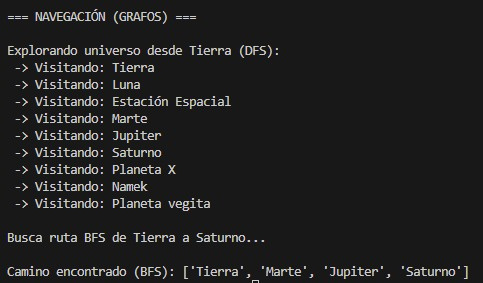 === NAVEGACIÓN (GRAFOS) ===
Explorando universo desde Tierra (DFS):
-> Visitando: Tierra
-> Visitando: Luna
-> Visitando: Estación Espacial
-> Visitando: Marte
-> Visitando: Jupiter
-> Visitando: Saturno
-> Visitando: Planeta X
-> Visitando: Namek
-> Visitando: Planeta vegita
Busca ruta BFS de Tierra a Saturno...
Camino encontrado (BFS): ['Tierra', 'Marte', 'Jupiter', 'Saturno']